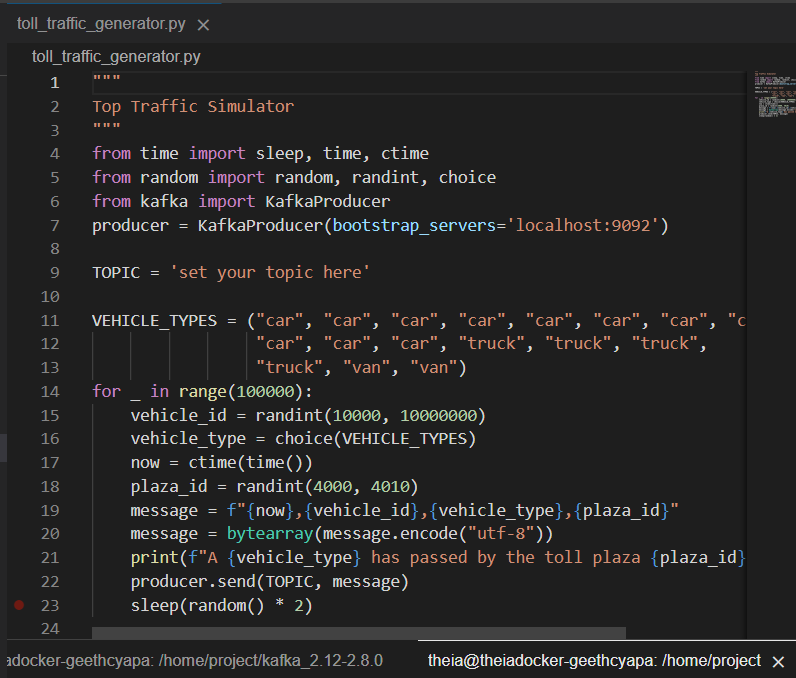 toll_traffic_generator.py ×
toll_traffic_generator.py
1 """
2 Top Traffic Simulator
3 """
4 from time import sleep, time, ctime
5 from random import random, randint, choice
6 from kafka import KafkaProducer
7 producer = KafkaProducer(bootstrap_servers='localhost:9092')
8
9 TOPIC = 'set your topic here'
10
11 VEHICLE_TYPES = ("car", "car", "car", "car", "car", "car", "car", "c
12 "car", "car", "car", "truck", "truck", "truck",
13 "truck", "van", "van")
14 for _ in range(100000):
15 vehicle_id = randint(10000, 10000000)
16 vehicle_type = choice(VEHICLE_TYPES)
17 now = ctime(time())
18 plaza_id = randint(4000, 4010)
19 message = f"{now},{vehicle_id},{vehicle_type},{plaza_id}"
20 message = bytearray(message.encode("utf-8"))
21 print(f"A {vehicle_type} has passed by the toll plaza {plaza_id}
22 producer.send(TOPIC, message)
23 sleep(random() * 2)
24
adocker-geethcyapa: /home/project/kafka_2.12-2.8.0 theia@theiadocker-geethcyapa: /home/project ×